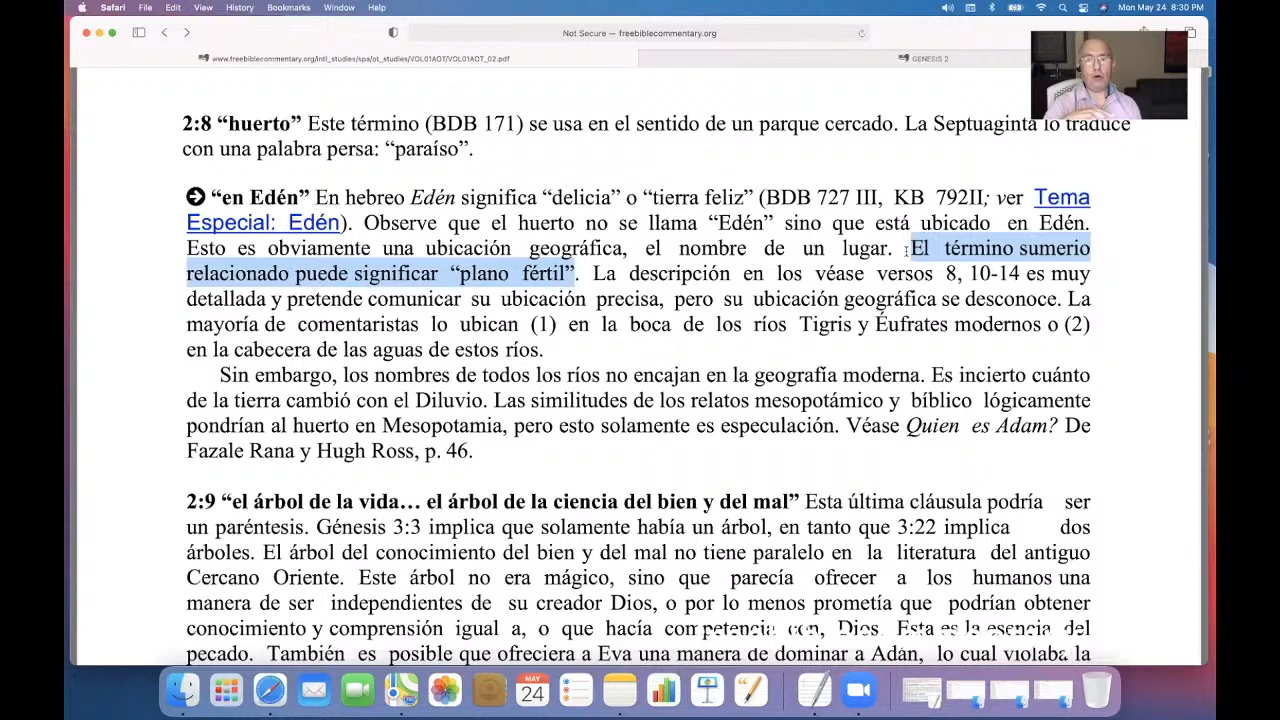 Safari File Edit View History Bookmarks Window Help
Mon May 24 8:30 PM
Not Secure — freebiblecommentary.org
www.freebiblecommentary.org/intl_studies/spa/ot_studies/VOL01AOT/VOL01AOT_02.pdf
GENESIS 2
2:8 “huerto” Este término (BDB 171) se usa en el sentido de un parque cercado. La Septuaginta lo traduce
con una palabra persa: “paraíso”.
“en Edén” En hebreo Edén significa “delicia” o “tierra feliz” (BDB 727 III, KB 792II; ver Tema
Especial: Edén). Observe que el huerto no se llama “Edén” sino que está ubicado en Edén.
Esto es obviamente una ubicación geográfica, el nombre de un lugar. El término sumerio
relacionado puede significar “plano fértil”. La descripción en los véase versos 8, 10-14 es muy
detallada y pretende comunicar su ubicación precisa, pero su ubicación geográfica se desconoce. La
mayoría de comentaristas lo ubican (1) en la boca de los ríos Tigris y Éufrates modernos o (2)
en la cabecera de las aguas de estos ríos.
Sin embargo, los nombres de todos los ríos no encajan en la geografía moderna. Es incierto cuánto
de la tierra cambió con el Diluvio. Las similitudes de los relatos mesopotámico y bíblico lógicamente
pondrían al huerto en Mesopotamia, pero esto solamente es especulación. Véase Quien es Adam? De
Fazale Rana y Hugh Ross, p. 46.
2:9 “el árbol de la vida… el árbol de la ciencia del bien y del mal” Esta última cláusula podría ser
un paréntesis. Génesis 3:3 implica que solamente había un árbol, en tanto que 3:22 implica dos
árboles. El árbol del conocimiento del bien y del mal no tiene paralelo en la literatura del antiguo
Cercano Oriente. Este árbol no era mágico, sino que parecía ofrecer a los humanos una
manera de ser independientes de su creador Dios, o por lo menos prometía que podrían obtener
conocimiento y comprensión igual a, o que hacía competencia con, Dios. Esta es la esencia del
pecado. También es posible que ofreciera a Eva una manera de dominar a Adán, lo cual violaba la
MAY
24